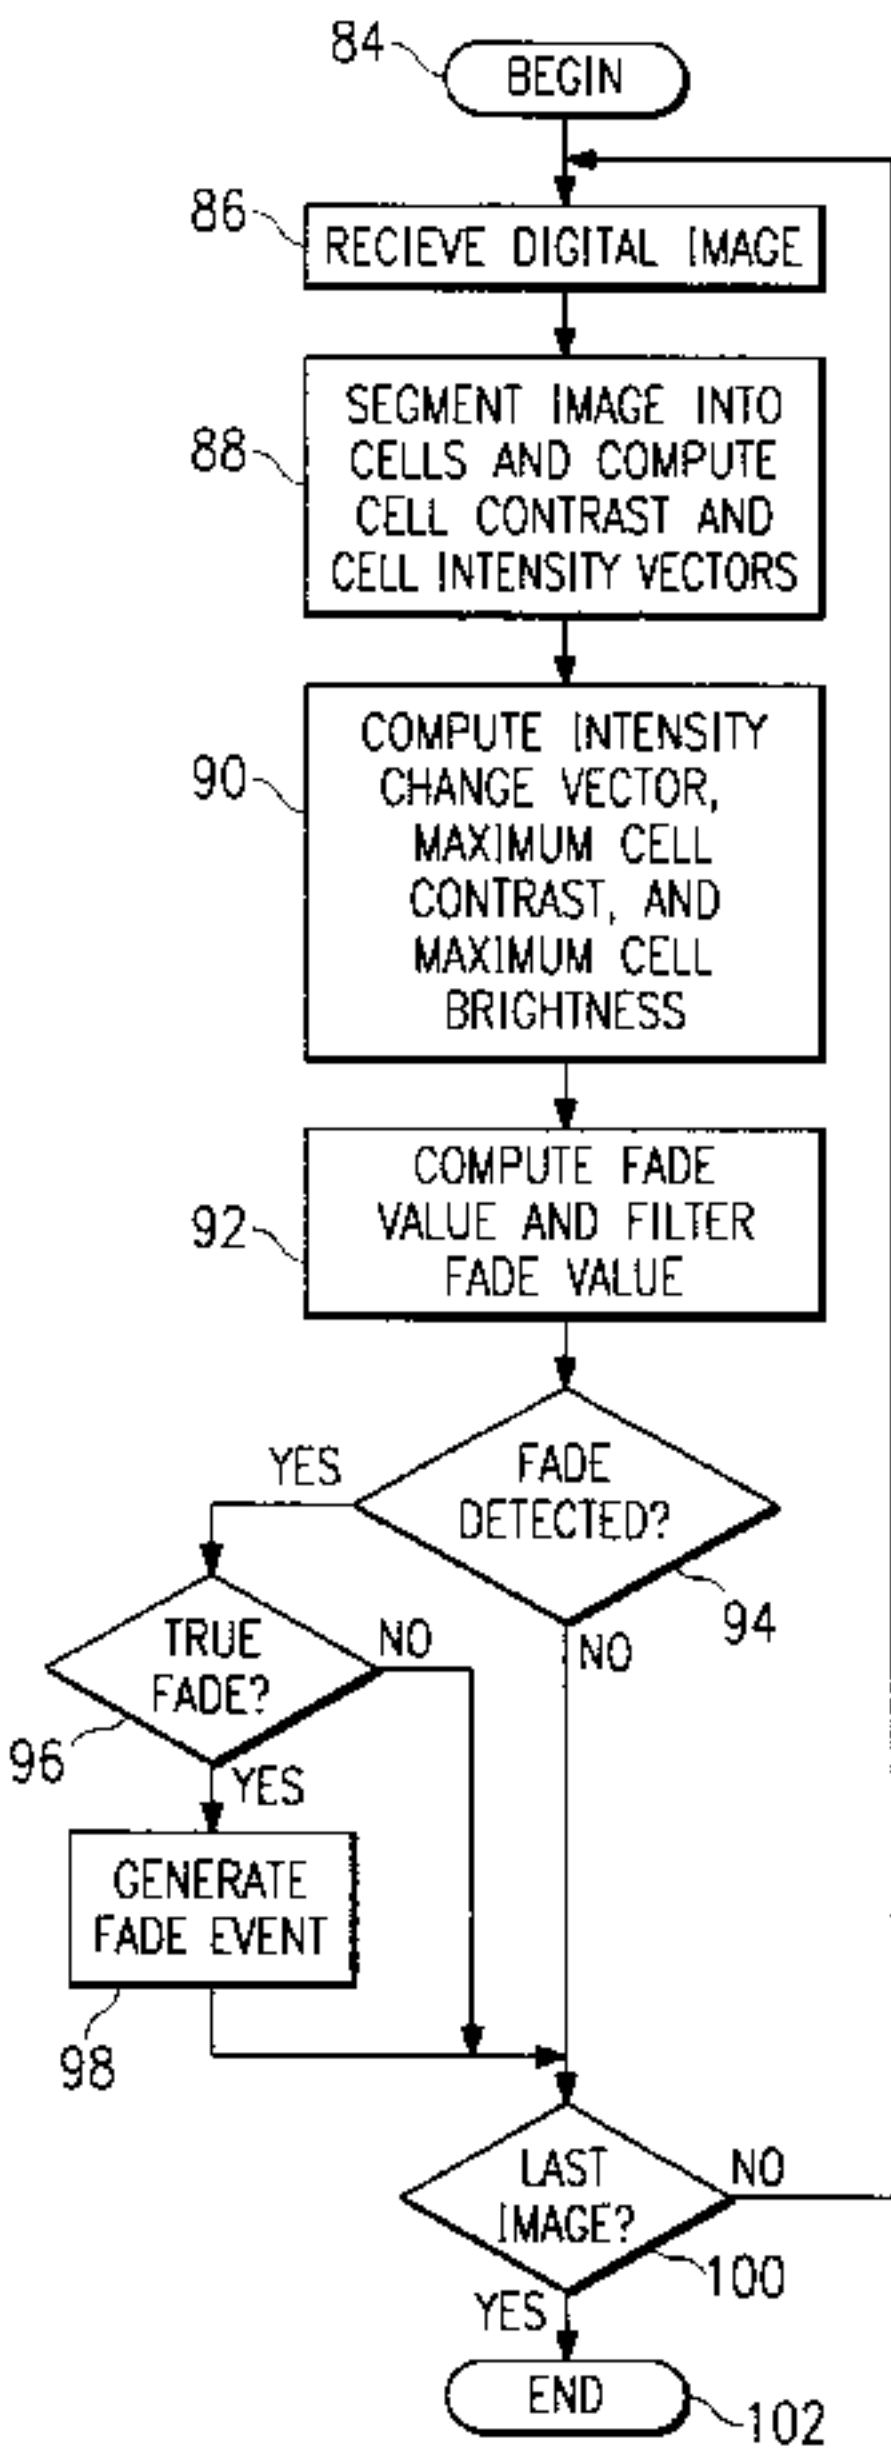 84
BEGIN
86
RECIEVE DIGITAL IMAGE
88
SEGMENT IMAGE INTO
CELLS AND COMPUTE
CELL CONTRAST AND
CELL INTENSITY VECTORS
90
COMPUTE INTENSITY
CHANGE VECTOR,
MAXIMUM CELL
CONTRAST, AND
MAXIMUM CELL
BRIGHTNESS
92
COMPUTE FADE
VALUE AND FILTER
FADE VALUE
YES
FADE
DETECTED?
94
NO
TRUE
FADE?
NO
96
YES
GENERATE
FADE EVENT
98
LAST
IMAGE?
NO
100
YES
END
102